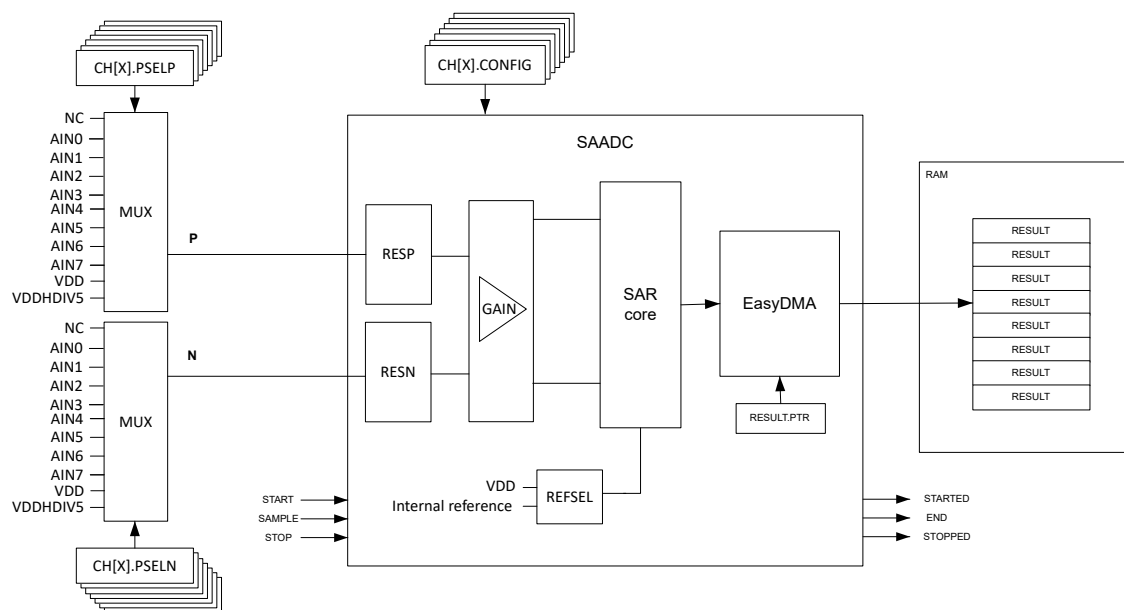 CH[X].PSELP
CH[X].CONFIG
NC
AIN0
AIN1
AIN2
AIN3
AIN4
AIN5
AIN6
AIN7
VDD
VDDHDIV5
MUX
P
NC
AIN0
AIN1
AIN2
AIN3
AIN4
AIN5
AIN6
AIN7
VDD
VDDHDIV5
MUX
N
CH[X].PSELN
SAADC
RESP
RESN
GAIN
SAR
core
EasyDMA
RESULT.PTR
VDD
Internal reference
REFSEL
START
SAMPLE
STOP
STARTED
END
STOPPED
RAM
RESULT
RESULT
RESULT
RESULT
RESULT
RESULT
RESULT
RESULT